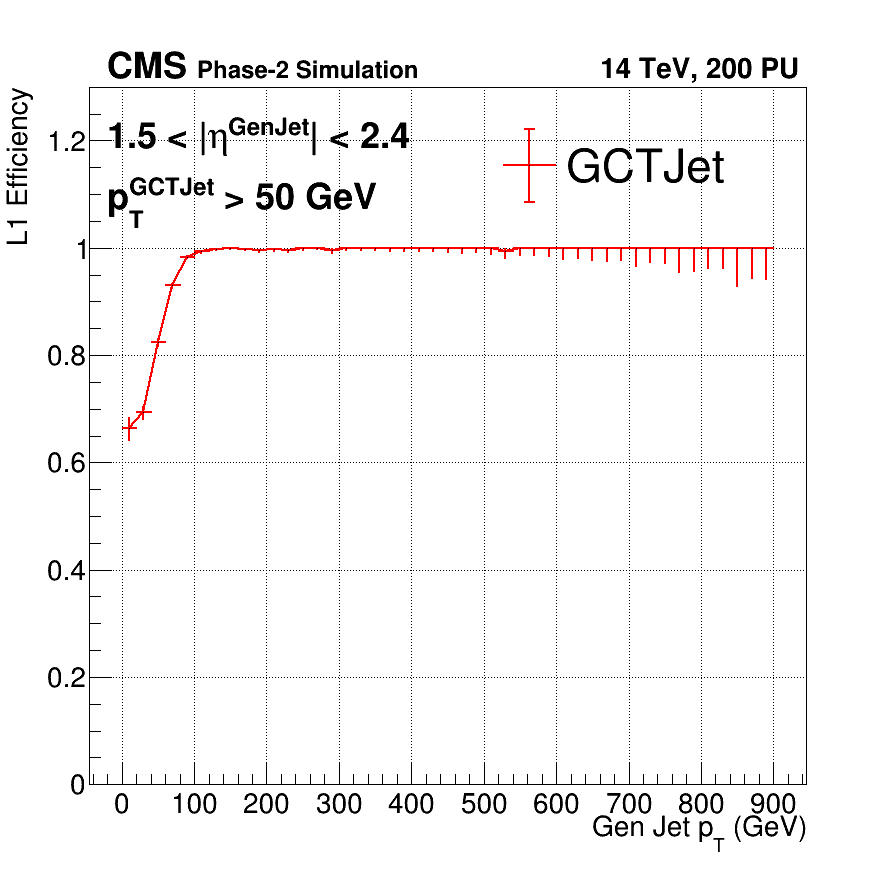 CMS Phase-2 Simulation 14 TeV, 200 PU
L1 Efficiency
1.5 < |η^GenJet| < 2.4
p_T^GCTJet > 50 GeV
GCTJet
1.2
1
0.8
0.6
0.4
0.2
0
0 100 200 300 400 500 600 700 800 900
Gen Jet p_T (GeV)